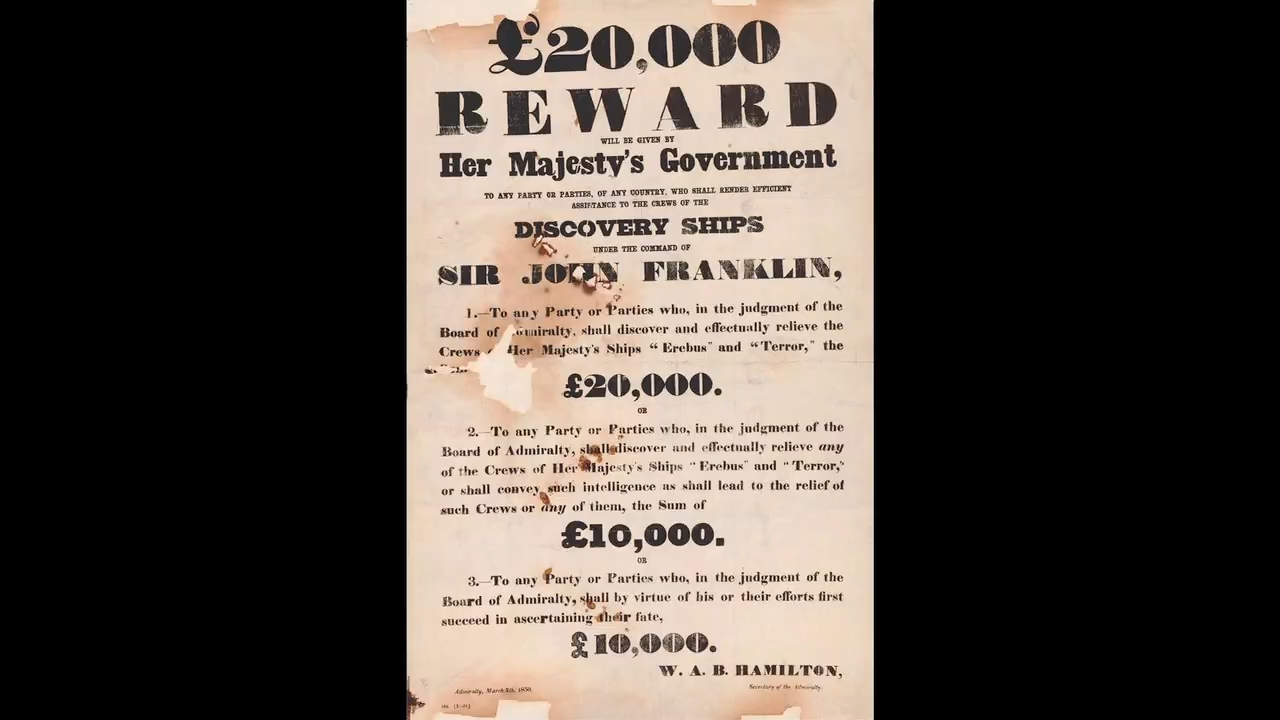 £20,000
REWARD
WILL BE GIVEN BY
Her Majesty's Government
TO ANY PARTY OR PARTIES, OF ANY COUNTRY, WHO SHALL RENDER EFFICIENT
ASSISTANCE TO THE CREWS OF THE
DISCOVERY SHIPS
UNDER THE COMMAND OF
SIR JOHN FRANKLIN,
1.—To any Party or Parties who, in the judgment of the
Board of Admiralty, shall discover and effectually relieve the
Crews Her Majesty's Ships "Erebus" and "Terror," the
£20,000.
OR
2.—To any Party or Parties who, in the judgment of the
Board of Admiralty, shall discover and effectually relieve any
of the Crews of Her Majesty's Ships "Erebus" and "Terror,"
or shall convey such intelligence as shall lead to the relief of
such Crews or any of them, the Sum of
£10,000.
OR
3.—To any Party or Parties who, in the judgment of the
Board of Admiralty, shall by virtue of his or their efforts first
succeed in ascertaining their fate,
£10,000.
W. A. B. HAMILTON,
Admiralty, March 1850.
Secretary of the Admiralty.